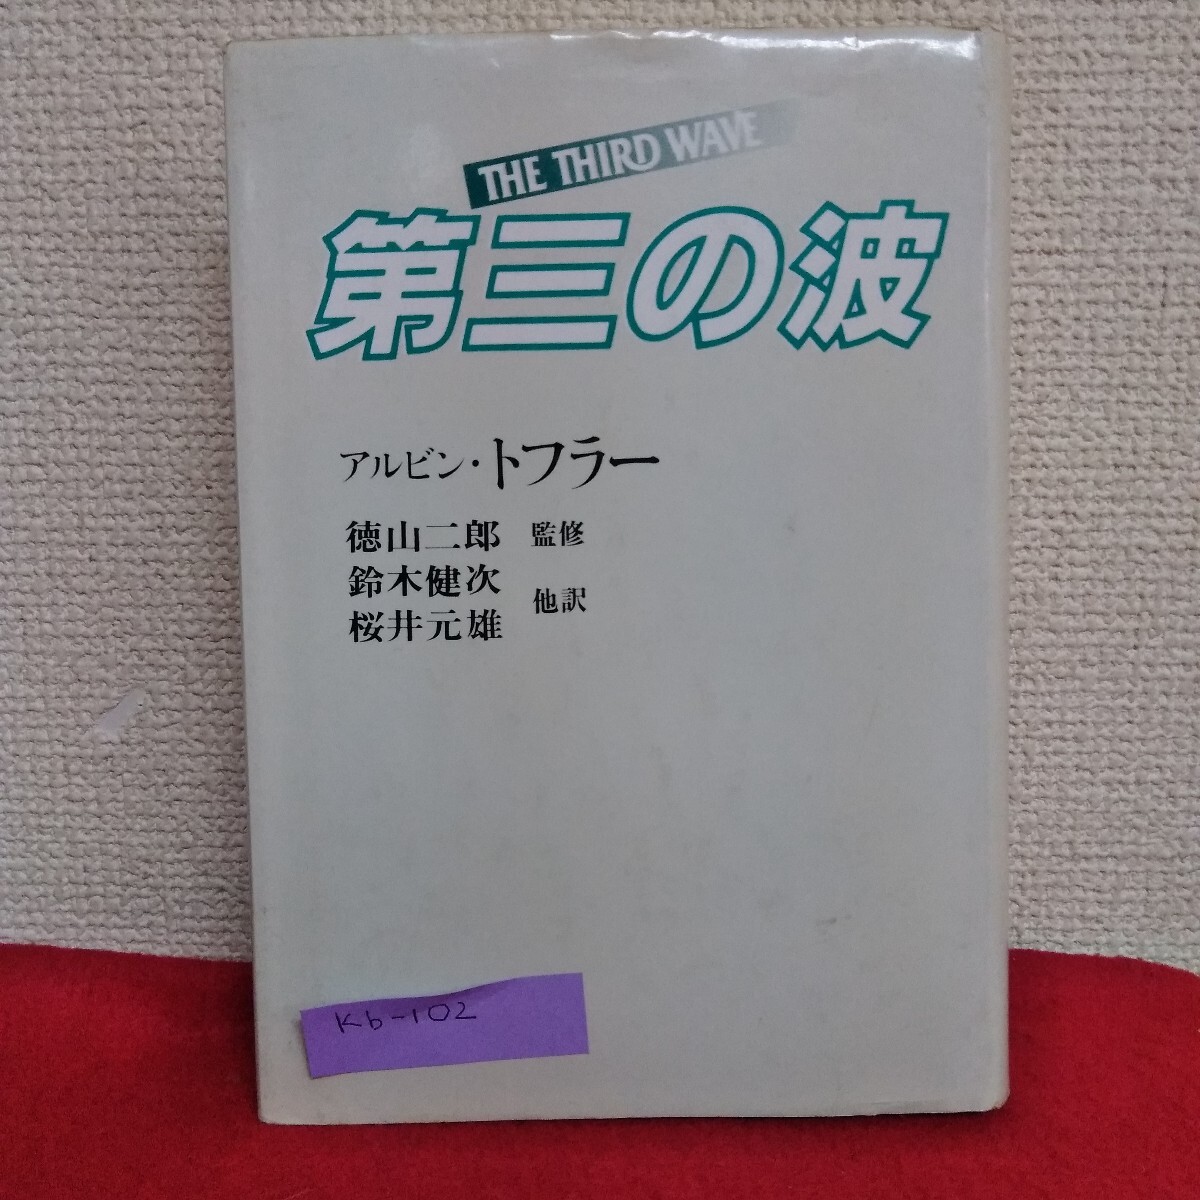 THE THIRD WAVE
第三の波
アルビン・トフラー
徳山二郎 監修
鈴木健次
桜井元雄 他訳
Kb-102